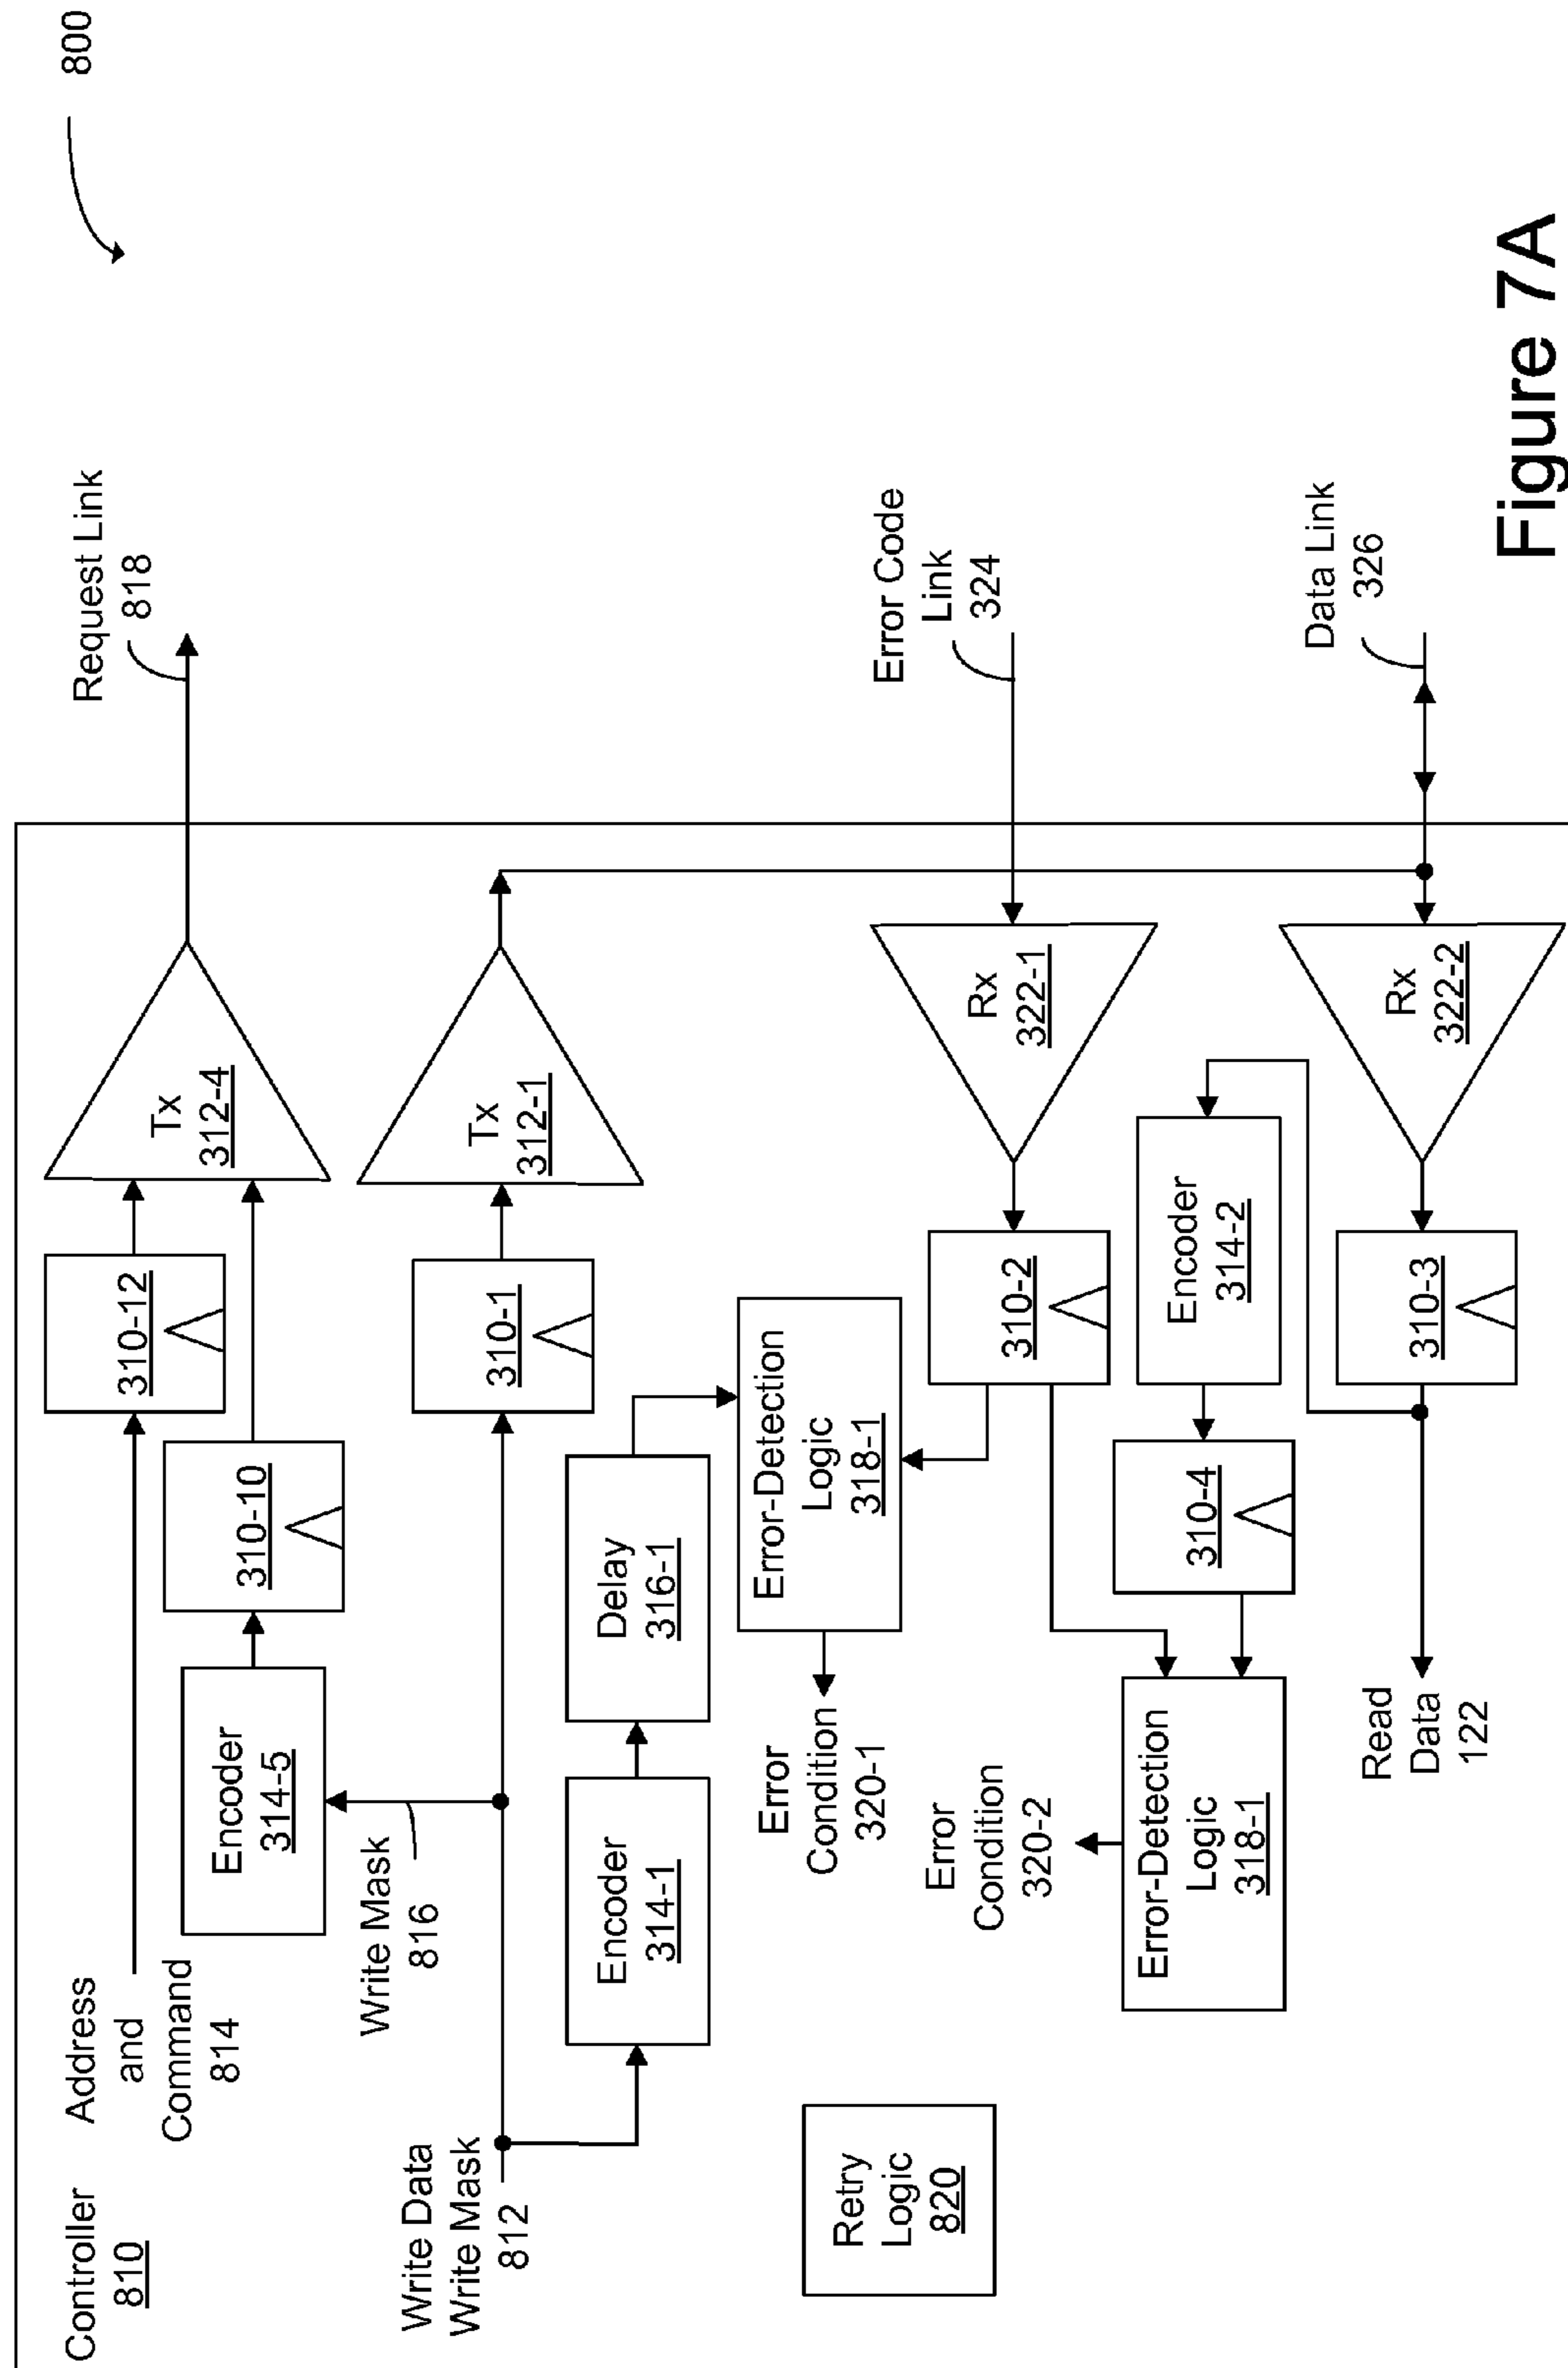 800
Controller
810
Address
and
Command
814
310-12
Tx
312-4
Request Link
818
Encoder
314-5
310-10
Write Mask
816
Write Data
Write Mask
812
310-1
Tx
312-1
Encoder
314-1
Delay
316-1
Error-Detection
Logic
318-1
Error
Condition
320-1
Retry
Logic
820
310-2
Rx
322-1
Error Code
Link
324
Error
Condition
320-2
Error-Detection
Logic
318-1
310-4
Encoder
314-2
Read
Data
122
310-3
Rx
322-2
Data Link
326
Figure 7A